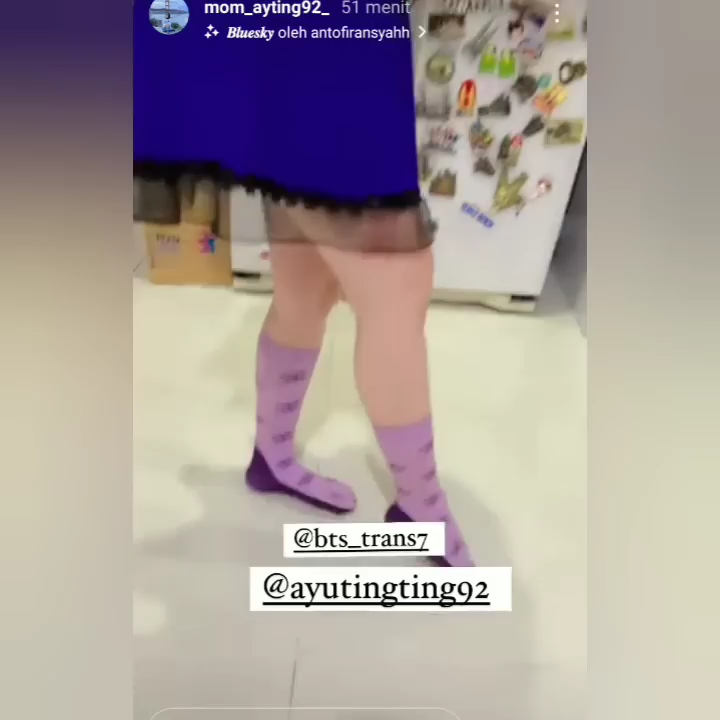 mom_ayting92_ 51 menit
Bluesky oleh antofiransyahh >
@bts_trans7
@ayutingting92